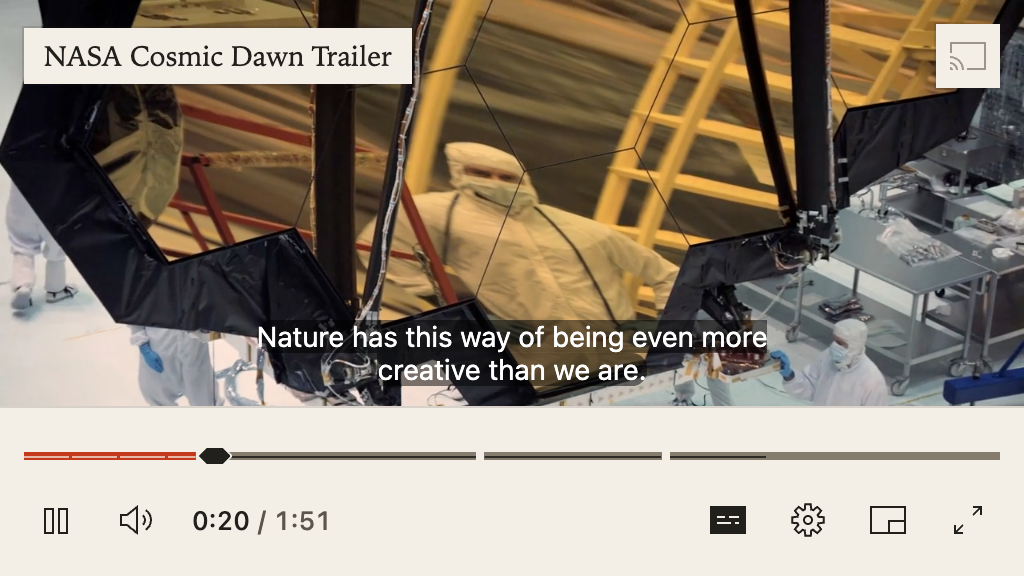 NASA Cosmic Dawn Trailer
Nature has this way of being even more
creative than we are.
0:20 / 1:51